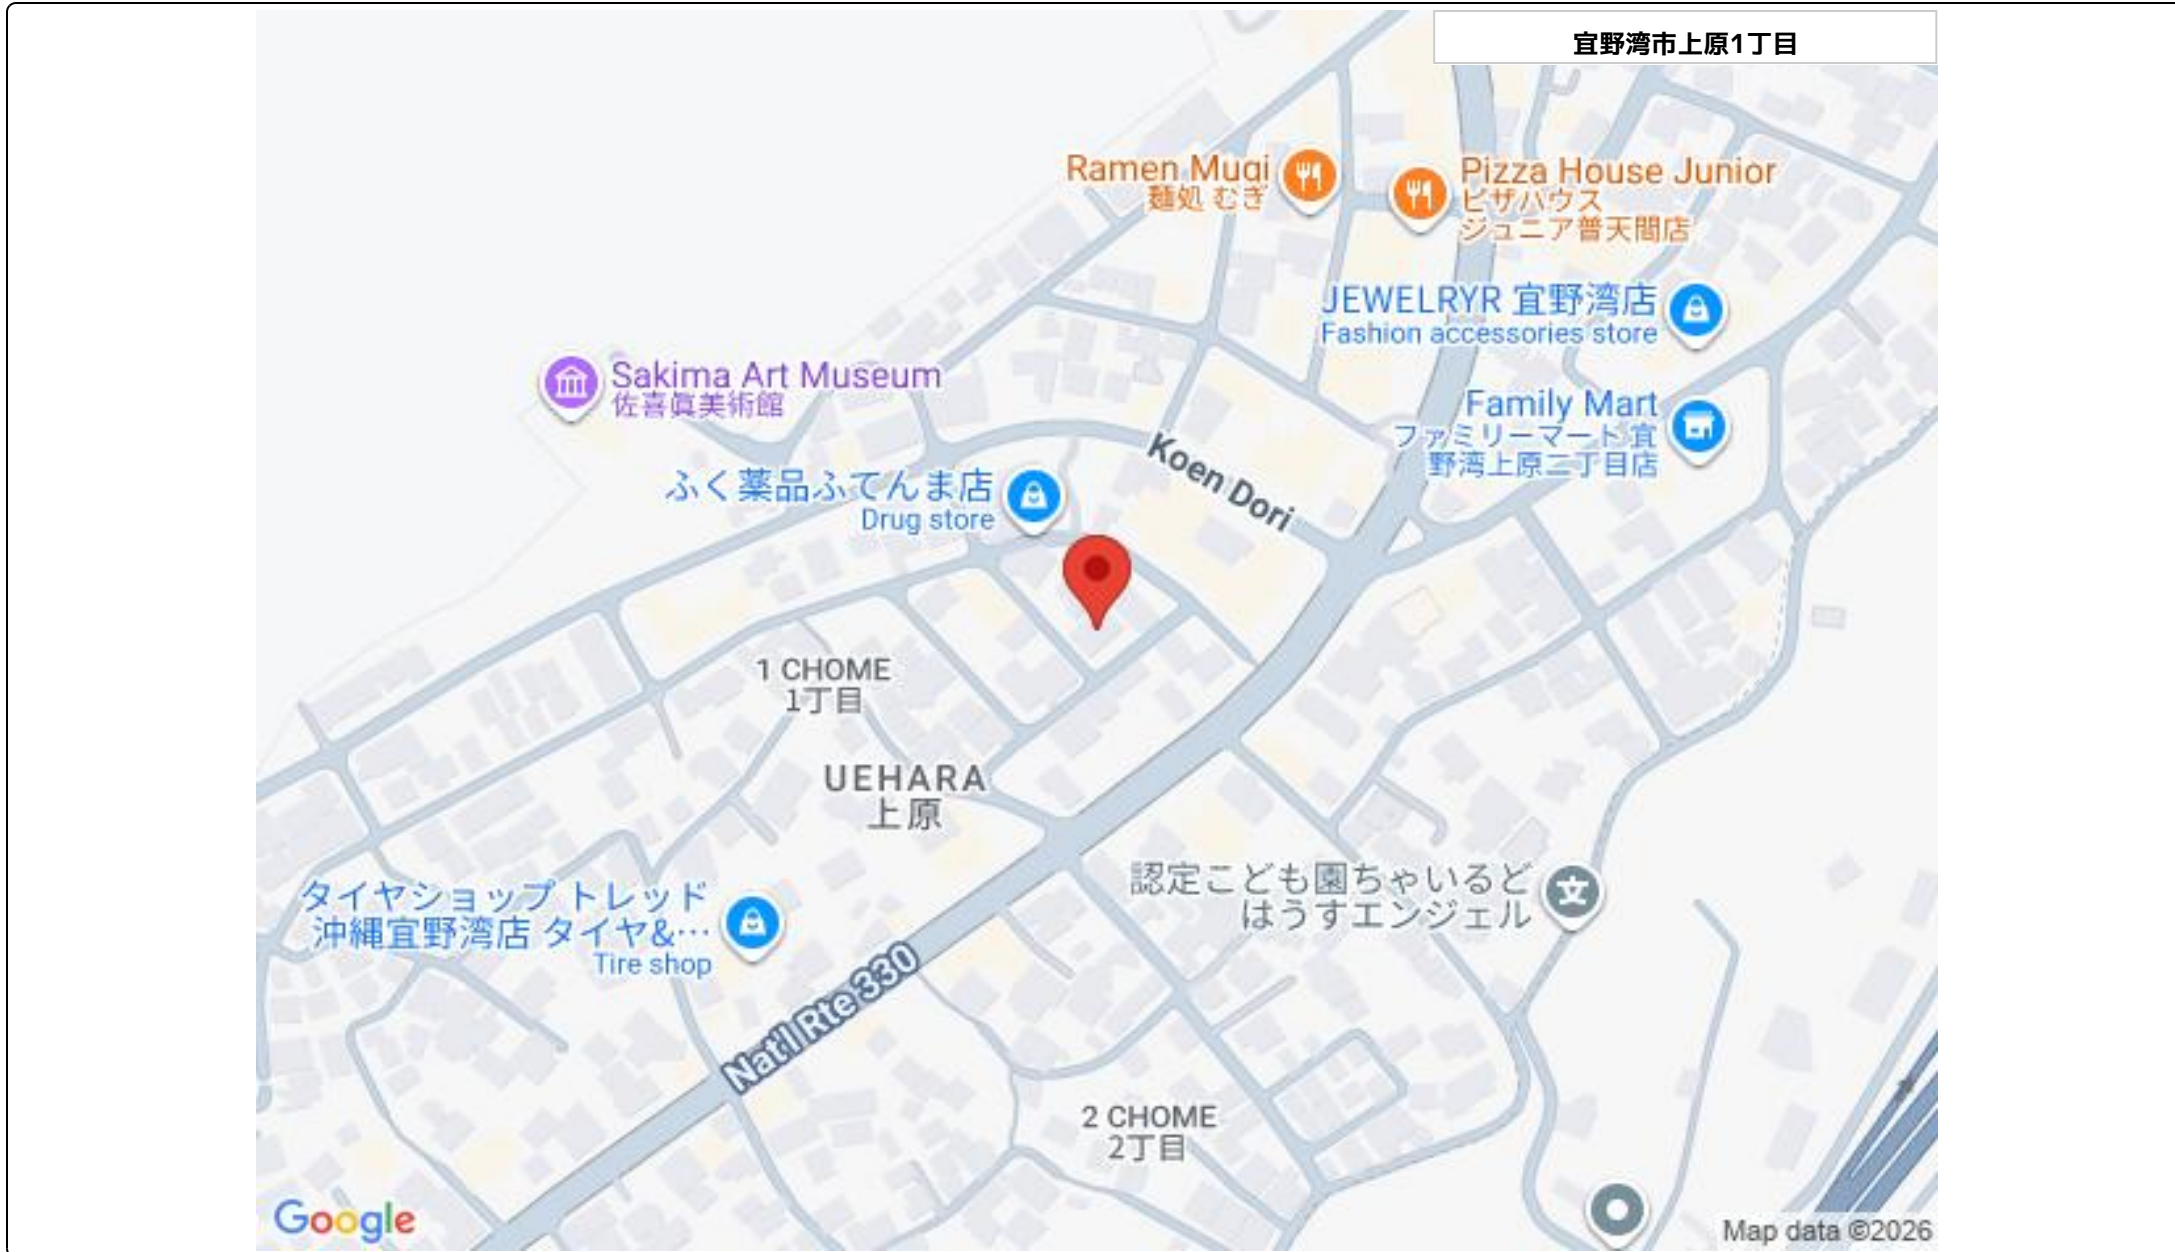 宜野湾市上原1丁目
Ramen Mugi
麺処 むぎ
Pizza House Junior
ピザハウス
ジュニア普天間店
JEWELRYR 宜野湾店
Fashion accessories store
Sakima Art Museum
佐喜眞美術館
Family Mart
ファミリーマート 宜
野湾上原二丁目店
Koen Dori
ふく薬品ふてんま店
Drug store
1 CHOME
1丁目
UEHARA
上原
認定こども園ちゃいるど
はうすエンジェル
タイヤショップ トレッド
沖縄宜野湾店 タイヤ&…
Tire shop
Nat'l Rte 330
2 CHOME
2丁目
Google
Map data ©2026